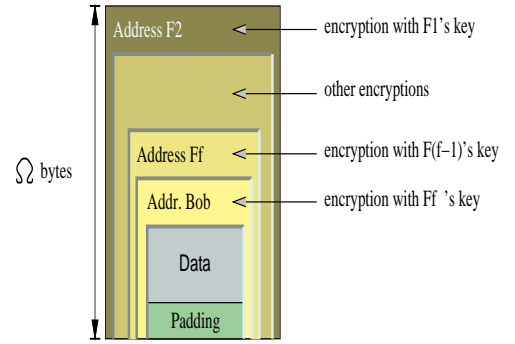 Address F2
encryption with F1's key
other encryptions
Address Ff
encryption with F(f−1)'s key
Ω bytes
Addr. Bob
encryption with Ff 's key
Data
Padding